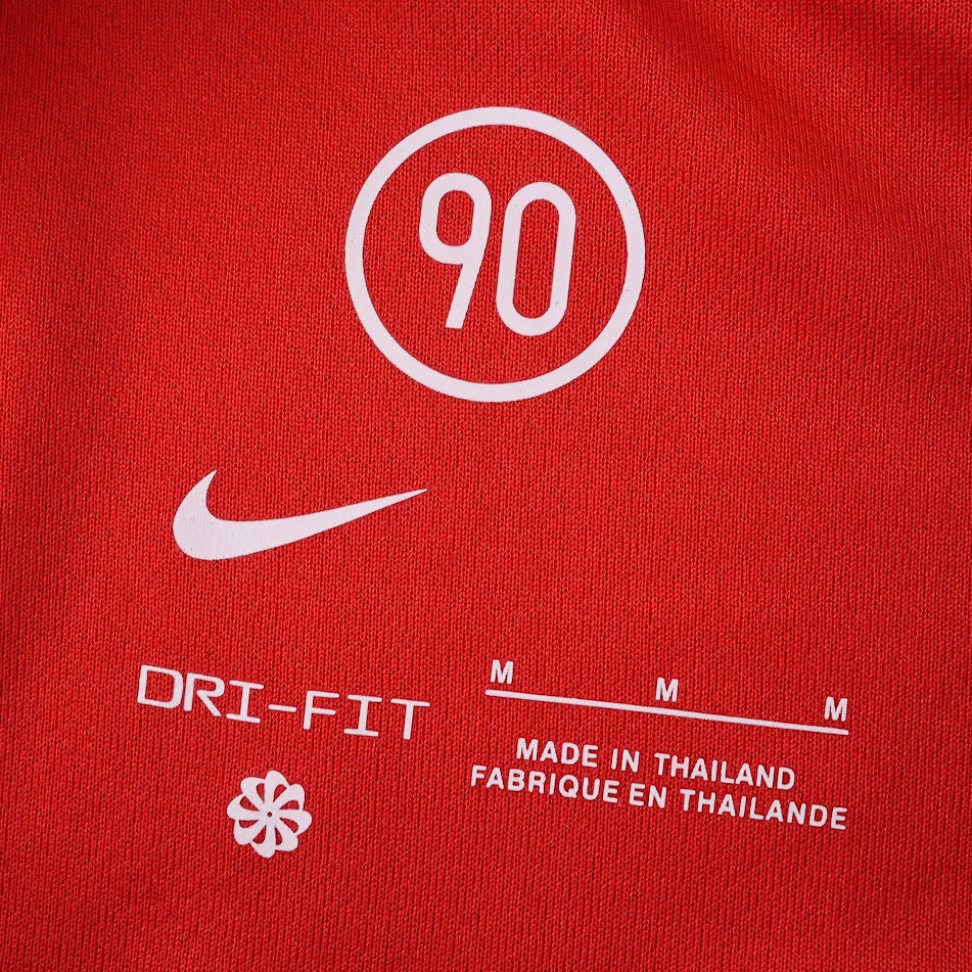 90
DRI-FIT
M M M
MADE IN THAILAND
FABRIQUE EN THAILANDE